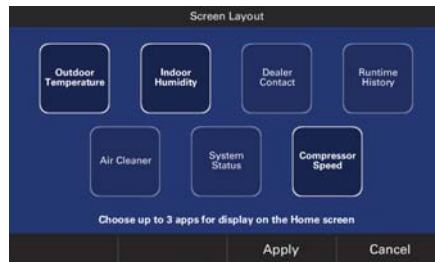 Screen Layout
Outdoor
Temperature
Indoor
Humidity
Dealer
Contact
Runtime
History
Air Cleaner
System
Status
Compressor
Speed
Choose up to 3 apps for display on the Home screen
Apply
Cancel